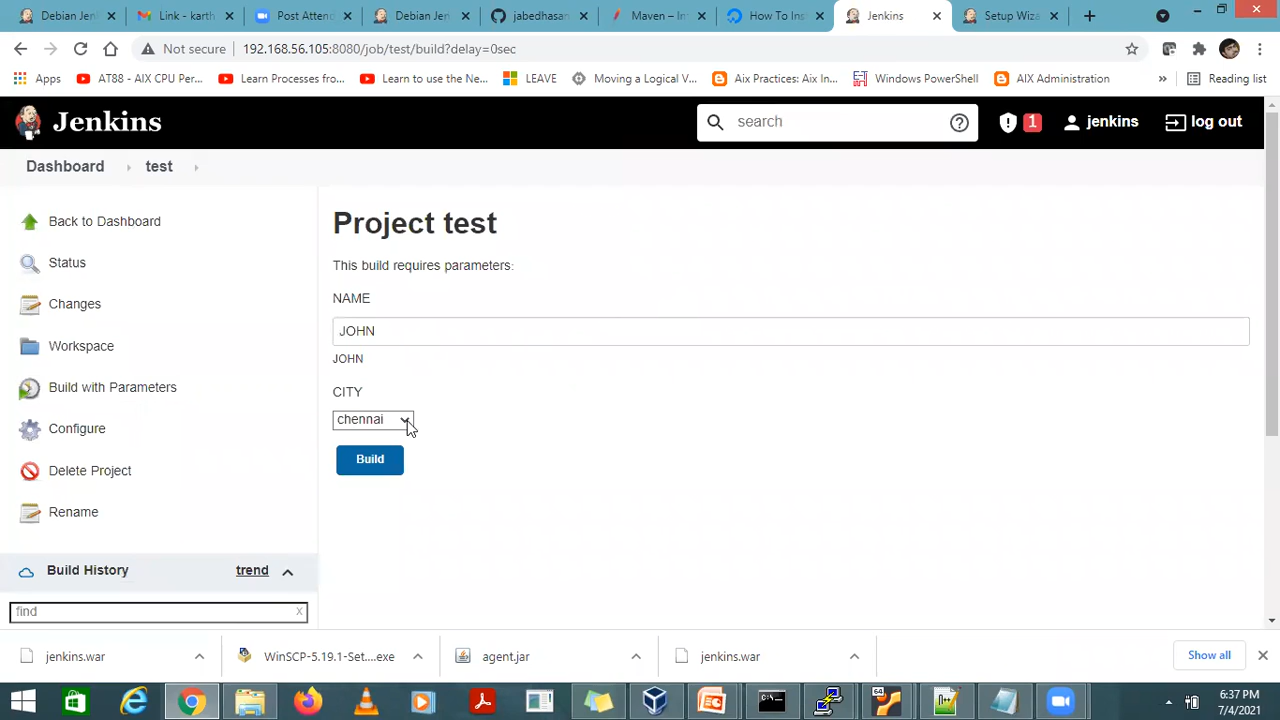 Debian Jen
Link - karth
Post Attend
Debian Jen
jabedhasan
Maven – In
How To Inst
Jenkins
Setup Wiza
Not secure
192.168.56.105:8080/job/test/build?delay=0sec
Apps
AT88 - AIX CPU Per...
Learn Processes fro...
Learn to use the Ne...
LEAVE
Moving a Logical V...
Aix Practices: Aix In...
Windows PowerShell
AIX Administration
»
Reading list
Jenkins
search
1
jenkins
log out
Dashboard
test
Back to Dashboard
Status
Changes
Workspace
Build with Parameters
Configure
Delete Project
Rename
Build History
trend
find
x
Project test
This build requires parameters:
NAME
JOHN
JOHN
CITY
chennai
Build
jenkins.war
WinSCP-5.19.1-Set....exe
agent.jar
jenkins.war
Show all
64
6:37 PM
7/4/2021